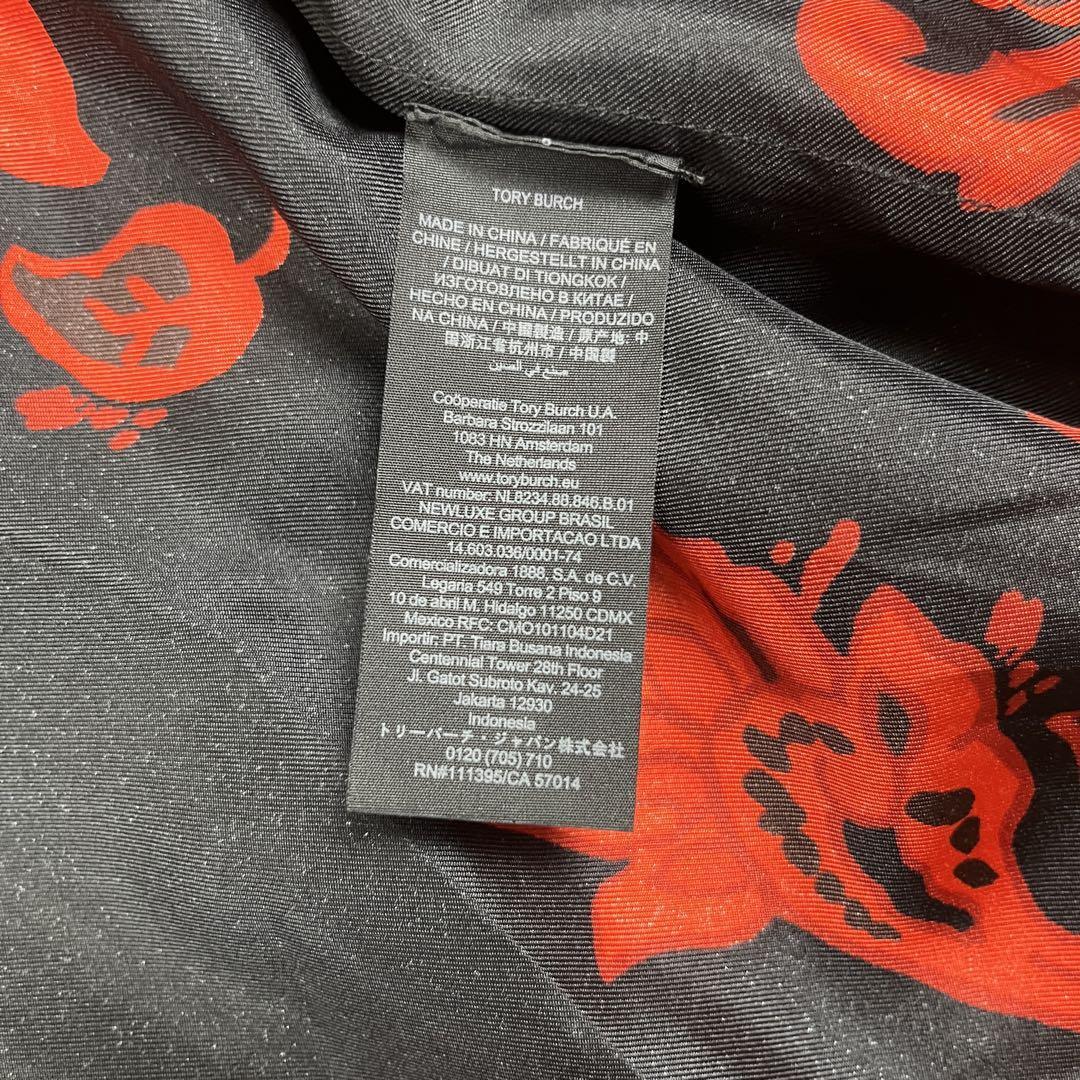 TORY BURCH
MADE IN CHINA / FABRIQUÉ EN
CHINE / HERGESTELLT IN CHINA
/ DIBUAT DI TIONGKOK /
ИЗГОТОВЛЕНО В КИТАЕ /
HECHO EN CHINA / PRODUZIDO
NA CHINA / 中国製造 / 原产地 中
国浙江省杭州市 / 中国製
صنع في الصين
Coöperatie Tory Burch U.A.
Barbara Strozzilaan 101
1083 HN Amsterdam
The Netherlands
www.toryburch.eu
VAT number: NL8234.88.846.B.01
NEWLUXE GROUP BRASIL
COMERCIO E IMPORTACAO LTDA
14.603.036/0001-74
Comercializadora 1888, S.A. de C.V.
Legaria 549 Torre 2 Piso 9
10 de abril M. Hidalgo 11250 CDMX
Mexico RFC: CMO101104D21
Importir: PT. Tiara Busana Indonesia
Centennial Tower 28th Floor
Jl. Gatot Subroto Kav. 24-25
Jakarta 12930
Indonesia
トリーバーチ・ジャパン株式会社
0120 (705) 710
RN#111395/CA 57014